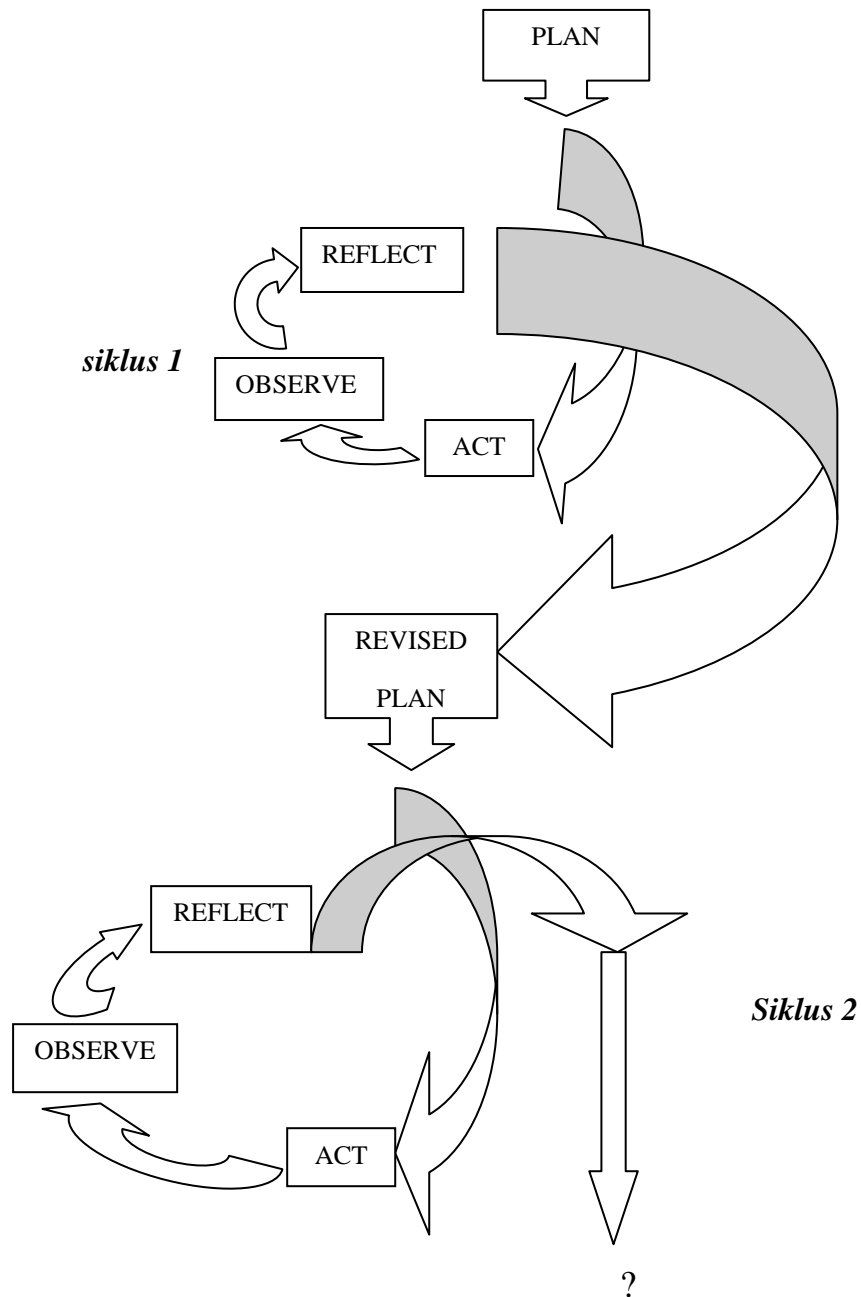 PLAN
REFLECT
siklus 1
OBSERVE
ACT
REVISED
PLAN
REFLECT
Siklus 2
OBSERVE
ACT
?